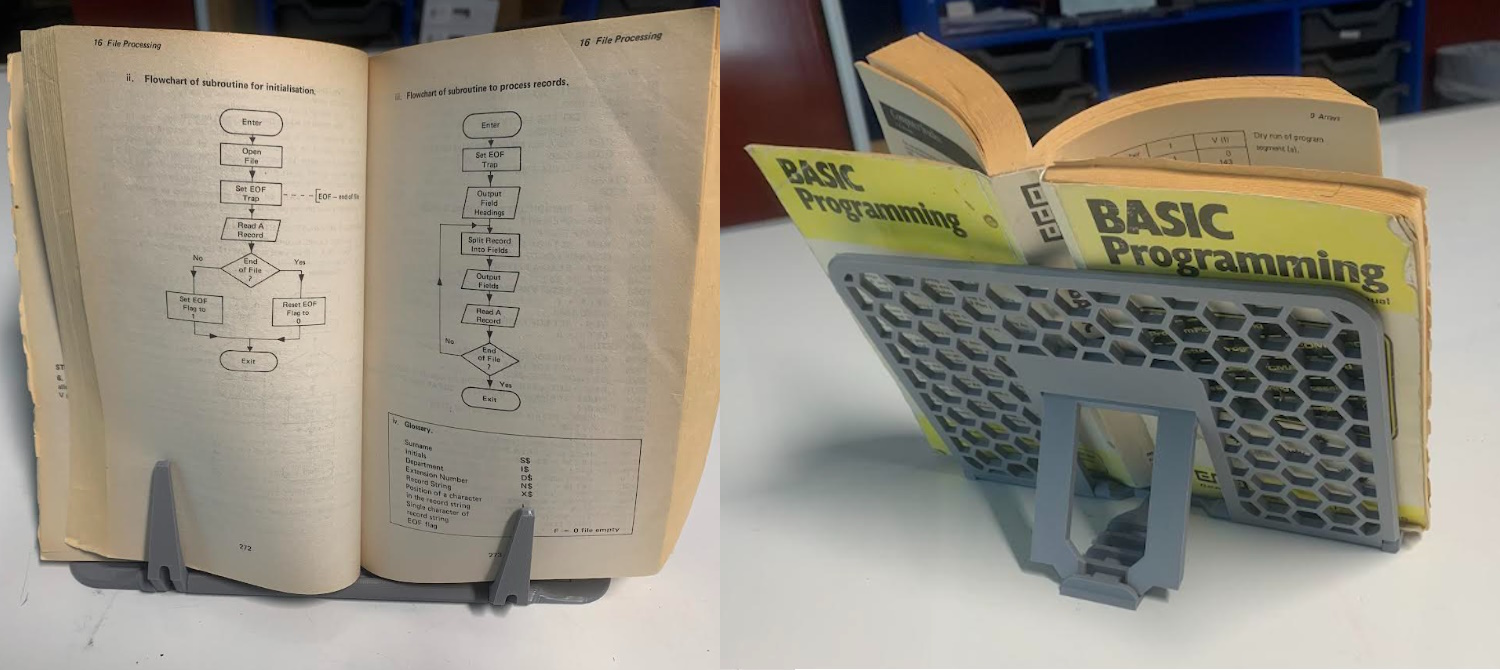 16 File Processing
ii. Flowchart of subroutine for initialisation.
Enter
Open
File
Set EOF
Trap
[EOF – end of file
Read A
Record
End
of File
?
No
Yes
Set EOF
Flag to
1
Reset EOF
Flag to
0
Exit
272
16 File Processing
iii. Flowchart of subroutine to process records.
Enter
Set EOF
Trap
Output
Field
Headings
Split Record
Into Fields
Output
Fields
Read A
Record
End
of File
?
No
Yes
Exit
iv. Glossary.
Surname
Initials S$
Department I$
Extension Number D$
Record String N$
Position of a character X$
in the record string
Single character of
record string
EOF flag
F = 0 file empty
9 Arrays
I V (I)
0
143
Dry run of program
segment (a).
BASIC
Programming
BASIC
Programming